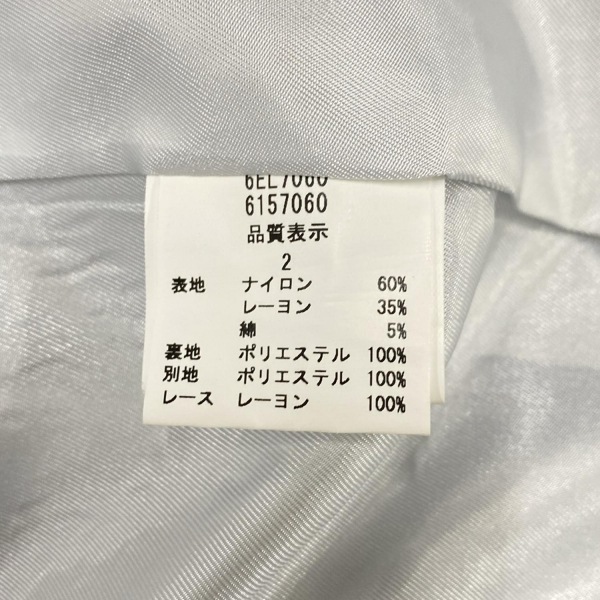 6EL7060
6157060
品質表示
2
表地 ナイロン 60%
レーヨン 35%
綿 5%
裏地 ポリエステル 100%
別地 ポリエステル 100%
レース レーヨン 100%